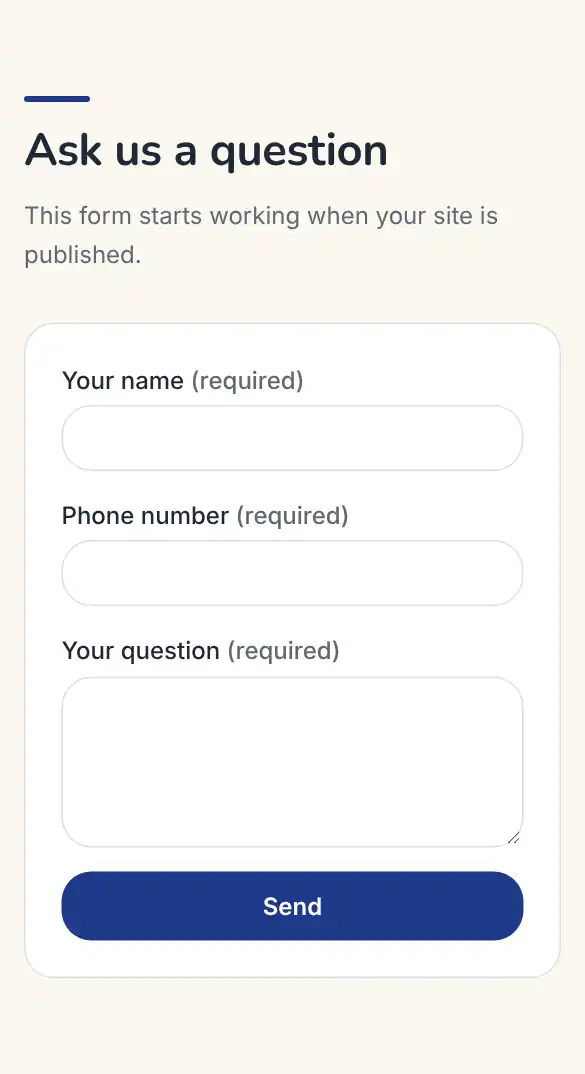 Ask us a question
This form starts working when your site is
published.
Your name (required)
Phone number (required)
Your question (required)
Send